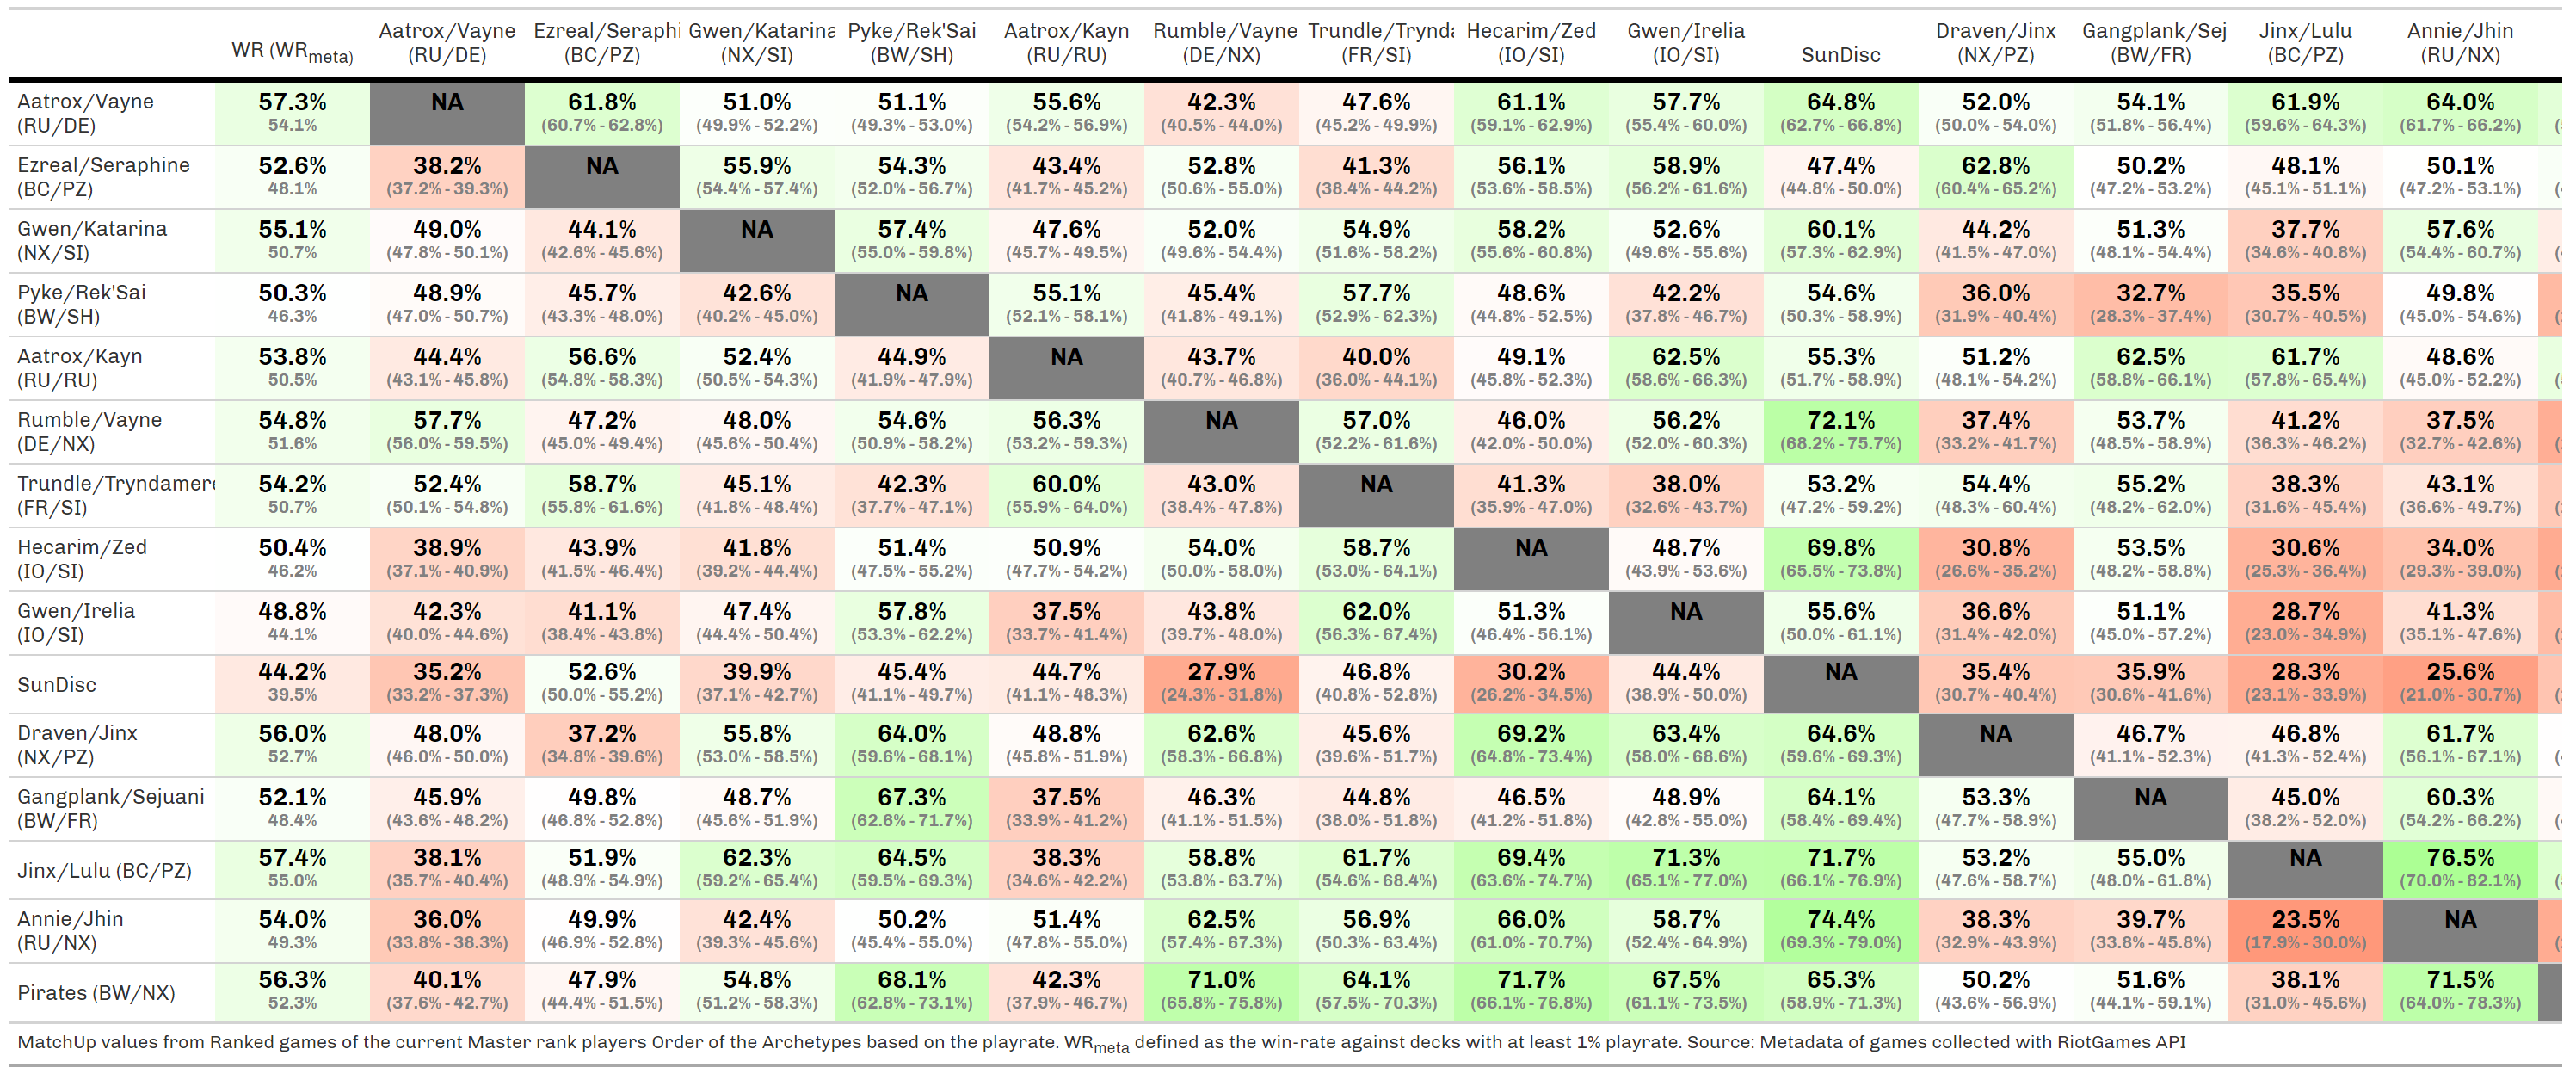 WR (WRmeta) Aatrox/Vayne (RU/DE) Ezreal/Seraphi (BC/PZ) Gwen/Katarina (NX/SI) Pyke/Rek'Sai (BW/SH) Aatrox/Kayn (RU/RU) Rumble/Vayne (DE/NX) Trundle/Trynda (FR/SI) Hecarim/Zed (IO/SI) Gwen/Irelia (IO/SI) SunDisc Draven/Jinx (NX/PZ) Gangplank/Sej (BW/FR) Jinx/Lulu (BC/PZ) Annie/Jhin (RU/NX)
Aatrox/Vayne 57.3% NA 61.8% 51.0% 51.1% 55.6% 42.3% 47.6% 61.1% 57.7% 64.8% 52.0% 54.1% 61.9% 64.0%
(RU/DE) 54.1% (60.7% - 62.8%) (49.9% - 52.2%) (49.3% - 53.0%) (54.2% - 56.9%) (40.5% - 44.0%) (45.2% - 49.9%) (59.1% - 62.9%) (55.4% - 60.0%) (62.7% - 66.8%) (50.0% - 54.0%) (51.8% - 56.4%) (59.6% - 64.3%) (61.7% - 66.2%)
Ezreal/Seraphine 52.6% 38.2% NA 55.9% 54.3% 43.4% 52.8% 41.3% 56.1% 58.9% 47.4% 62.8% 50.2% 48.1% 50.1%
(BC/PZ) 48.1% (37.2% - 39.3%) (54.4% - 57.4%) (52.0% - 56.7%) (41.7% - 45.2%) (50.6% - 55.0%) (38.4% - 44.2%) (53.6% - 58.5%) (56.2% - 61.6%) (44.8% - 50.0%) (60.4% - 65.2%) (47.2% - 53.2%) (45.1% - 51.1%) (47.2% - 53.1%)
Gwen/Katarina 55.1% 49.0% 44.1% NA 57.4% 47.6% 52.0% 54.9% 58.2% 52.6% 60.1% 44.2% 51.3% 37.7% 57.6%
(NX/SI) 50.7% (47.8% - 50.1%) (42.6% - 45.6%) (55.0% - 59.8%) (45.7% - 49.5%) (49.6% - 54.4%) (51.6% - 58.2%) (55.6% - 60.8%) (49.6% - 55.6%) (57.3% - 62.9%) (41.5% - 47.0%) (48.1% - 54.4%) (34.6% - 40.8%) (54.4% - 60.7%)
Pyke/Rek'Sai 50.3% 48.9% 45.7% 42.6% NA 55.1% 45.4% 57.7% 48.6% 42.2% 54.6% 36.0% 32.7% 35.5% 49.8%
(BW/SH) 46.3% (47.0% - 50.7%) (43.3% - 48.0%) (40.2% - 45.0%) (52.1% - 58.1%) (41.8% - 49.1%) (52.9% - 62.3%) (44.8% - 52.5%) (37.8% - 46.7%) (50.3% - 58.9%) (31.9% - 40.4%) (28.3% - 37.4%) (30.7% - 40.5%) (45.0% - 54.6%)
Aatrox/Kayn 53.8% 44.4% 56.6% 52.4% 44.9% NA 43.7% 40.0% 49.1% 62.5% 55.3% 51.2% 62.5% 61.7% 48.6%
(RU/RU) 50.5% (43.1% - 45.8%) (54.8% - 58.3%) (50.5% - 54.3%) (41.9% - 47.9%) (40.7% - 46.8%) (36.0% - 44.1%) (45.8% - 52.3%) (58.6% - 66.3%) (51.7% - 58.9%) (48.1% - 54.2%) (58.8% - 66.1%) (57.8% - 65.4%) (45.0% - 52.2%)
Rumble/Vayne 54.8% 57.7% 47.2% 48.0% 54.6% 56.3% NA 57.0% 46.0% 56.2% 72.1% 37.4% 53.7% 41.2% 37.5%
(DE/NX) 51.6% (56.0% - 59.5%) (45.0% - 49.4%) (45.6% - 50.4%) (50.9% - 58.2%) (53.2% - 59.3%) (52.2% - 61.6%) (42.0% - 50.0%) (52.0% - 60.3%) (68.2% - 75.7%) (33.2% - 41.7%) (48.5% - 58.9%) (36.3% - 46.2%) (32.7% - 42.6%)
Trundle/Tryndamere 54.2% 52.4% 58.7% 45.1% 42.3% 60.0% 43.0% NA 41.3% 38.0% 53.2% 54.4% 55.2% 38.3% 43.1%
(FR/SI) 50.7% (50.1% - 54.8%) (55.8% - 61.6%) (41.8% - 48.4%) (37.7% - 47.1%) (55.9% - 64.0%) (38.4% - 47.8%) (35.9% - 47.0%) (32.6% - 43.7%) (47.2% - 59.2%) (48.3% - 60.4%) (48.2% - 62.0%) (31.6% - 45.4%) (36.6% - 49.7%)
Hecarim/Zed 50.4% 38.9% 43.9% 41.8% 51.4% 50.9% 54.0% 58.7% NA 48.7% 69.8% 30.8% 53.5% 30.6% 34.0%
(IO/SI) 46.2% (37.1% - 40.9%) (41.5% - 46.4%) (39.2% - 44.4%) (47.5% - 55.2%) (47.7% - 54.2%) (50.0% - 58.0%) (53.0% - 64.1%) (43.9% - 53.6%) (65.5% - 73.8%) (26.6% - 35.2%) (48.2% - 58.8%) (25.3% - 36.4%) (29.3% - 39.0%)
Gwen/Irelia 48.8% 42.3% 41.1% 47.4% 57.8% 37.5% 43.8% 62.0% 51.3% NA 55.6% 36.6% 51.1% 28.7% 41.3%
(IO/SI) 44.1% (40.0% - 44.6%) (38.4% - 43.8%) (44.4% - 50.4%) (53.3% - 62.2%) (33.7% - 41.4%) (39.7% - 48.0%) (56.3% - 67.4%) (46.4% - 56.1%) (50.0% - 61.1%) (31.4% - 42.0%) (45.0% - 57.2%) (23.0% - 34.9%) (35.1% - 47.6%)
SunDisc 44.2% 35.2% 52.6% 39.9% 45.4% 44.7% 27.9% 46.8% 30.2% 44.4% NA 35.4% 35.9% 28.3% 25.6%
39.5% (33.2% - 37.3%) (50.0% - 55.2%) (37.1% - 42.7%) (41.1% - 49.7%) (41.1% - 48.3%) (24.3% - 31.8%) (40.8% - 52.8%) (26.2% - 34.5%) (38.9% - 50.0%) (30.7% - 40.4%) (30.6% - 41.6%) (23.1% - 33.9%) (21.0% - 30.7%)
Draven/Jinx 56.0% 48.0% 37.2% 55.8% 64.0% 48.8% 62.6% 45.6% 69.2% 63.4% 64.6% NA 46.7% 46.8% 61.7%
(NX/PZ) 52.7% (46.0% - 50.0%) (34.8% - 39.6%) (53.0% - 58.5%) (59.6% - 68.1%) (45.8% - 51.9%) (58.3% - 66.8%) (39.6% - 51.7%) (64.8% - 73.4%) (58.0% - 68.6%) (59.6% - 69.3%) (41.1% - 52.3%) (41.3% - 52.4%) (56.1% - 67.1%)
Gangplank/Sejuani 52.1% 45.9% 49.8% 48.7% 67.3% 37.5% 46.3% 44.8% 46.5% 48.9% 64.1% 53.3% NA 45.0% 60.3%
(BW/FR) 48.4% (43.6% - 48.2%) (46.8% - 52.8%) (45.6% - 51.9%) (62.6% - 71.7%) (33.9% - 41.2%) (41.1% - 51.5%) (38.0% - 51.8%) (41.2% - 51.8%) (42.8% - 55.0%) (58.4% - 69.4%) (47.7% - 58.9%) (38.2% - 52.0%) (54.2% - 66.2%)
Jinx/Lulu (BC/PZ) 57.4% 38.1% 51.9% 62.3% 64.5% 38.3% 58.8% 61.7% 69.4% 71.3% 71.7% 53.2% 55.0% NA 76.5%
55.0% (35.7% - 40.4%) (48.9% - 54.9%) (59.2% - 65.4%) (59.5% - 69.3%) (34.6% - 42.2%) (53.8% - 63.7%) (54.6% - 68.4%) (63.6% - 74.7%) (65.1% - 77.0%) (66.1% - 76.9%) (47.6% - 58.7%) (48.0% - 61.8%) (70.0% - 82.1%)
Annie/Jhin 54.0% 36.0% 49.9% 42.4% 50.2% 51.4% 62.5% 56.9% 66.0% 58.7% 74.4% 38.3% 39.7% 23.5% NA
(RU/NX) 49.3% (33.8% - 38.3%) (46.9% - 52.8%) (39.3% - 45.6%) (45.4% - 55.0%) (47.8% - 55.0%) (57.4% - 67.3%) (50.3% - 63.4%) (61.0% - 70.7%) (52.4% - 64.9%) (69.3% - 79.0%) (32.9% - 43.9%) (33.8% - 45.8%) (17.9% - 30.0%)
Pirates (BW/NX) 56.3% 40.1% 47.9% 54.8% 68.1% 42.3% 71.0% 64.1% 71.7% 67.5% 65.3% 50.2% 51.6% 38.1% 71.5%
52.3% (37.6% - 42.7%) (44.4% - 51.5%) (51.2% - 58.3%) (62.8% - 73.1%) (37.9% - 46.7%) (65.8% - 75.8%) (57.5% - 70.3%) (66.1% - 76.8%) (61.1% - 73.5%) (58.9% - 71.3%) (43.6% - 56.9%) (44.1% - 59.1%) (31.0% - 45.6%) (64.0% - 78.3%)
MatchUp values from Ranked games of the current Master rank players Order of the Archetypes based on the playrate. WRmeta defined as the win-rate against decks with at least 1% playrate. Source: Metadata of games collected with RiotGames API